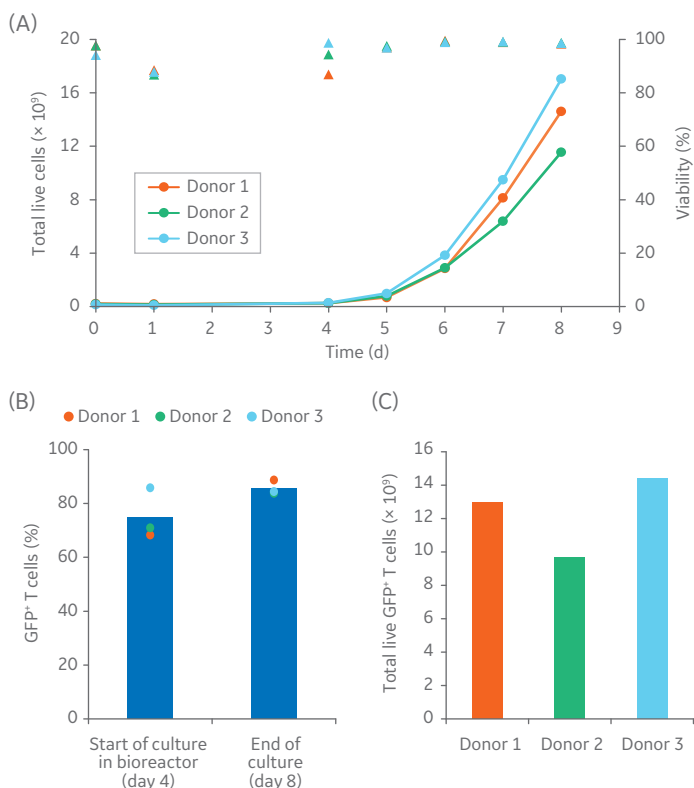 (A)
20
16
12
8
4
0
Total live cells (× 10⁹)
Donor 1
Donor 2
Donor 3
100
80
60
40
20
0
Viability (%)
0 1 2 3 4 5 6 7 8 9
Time (d)
(B)
Donor 1 Donor 2 Donor 3
100
80
60
40
20
0
GFP⁺ T cells (%)
Start of culture
in bioreactor
(day 4)
End of
culture
(day 8)
(C)
16
14
12
10
8
6
4
2
0
Total live GFP⁺ T cells (× 10⁹)
Donor 1 Donor 2 Donor 3